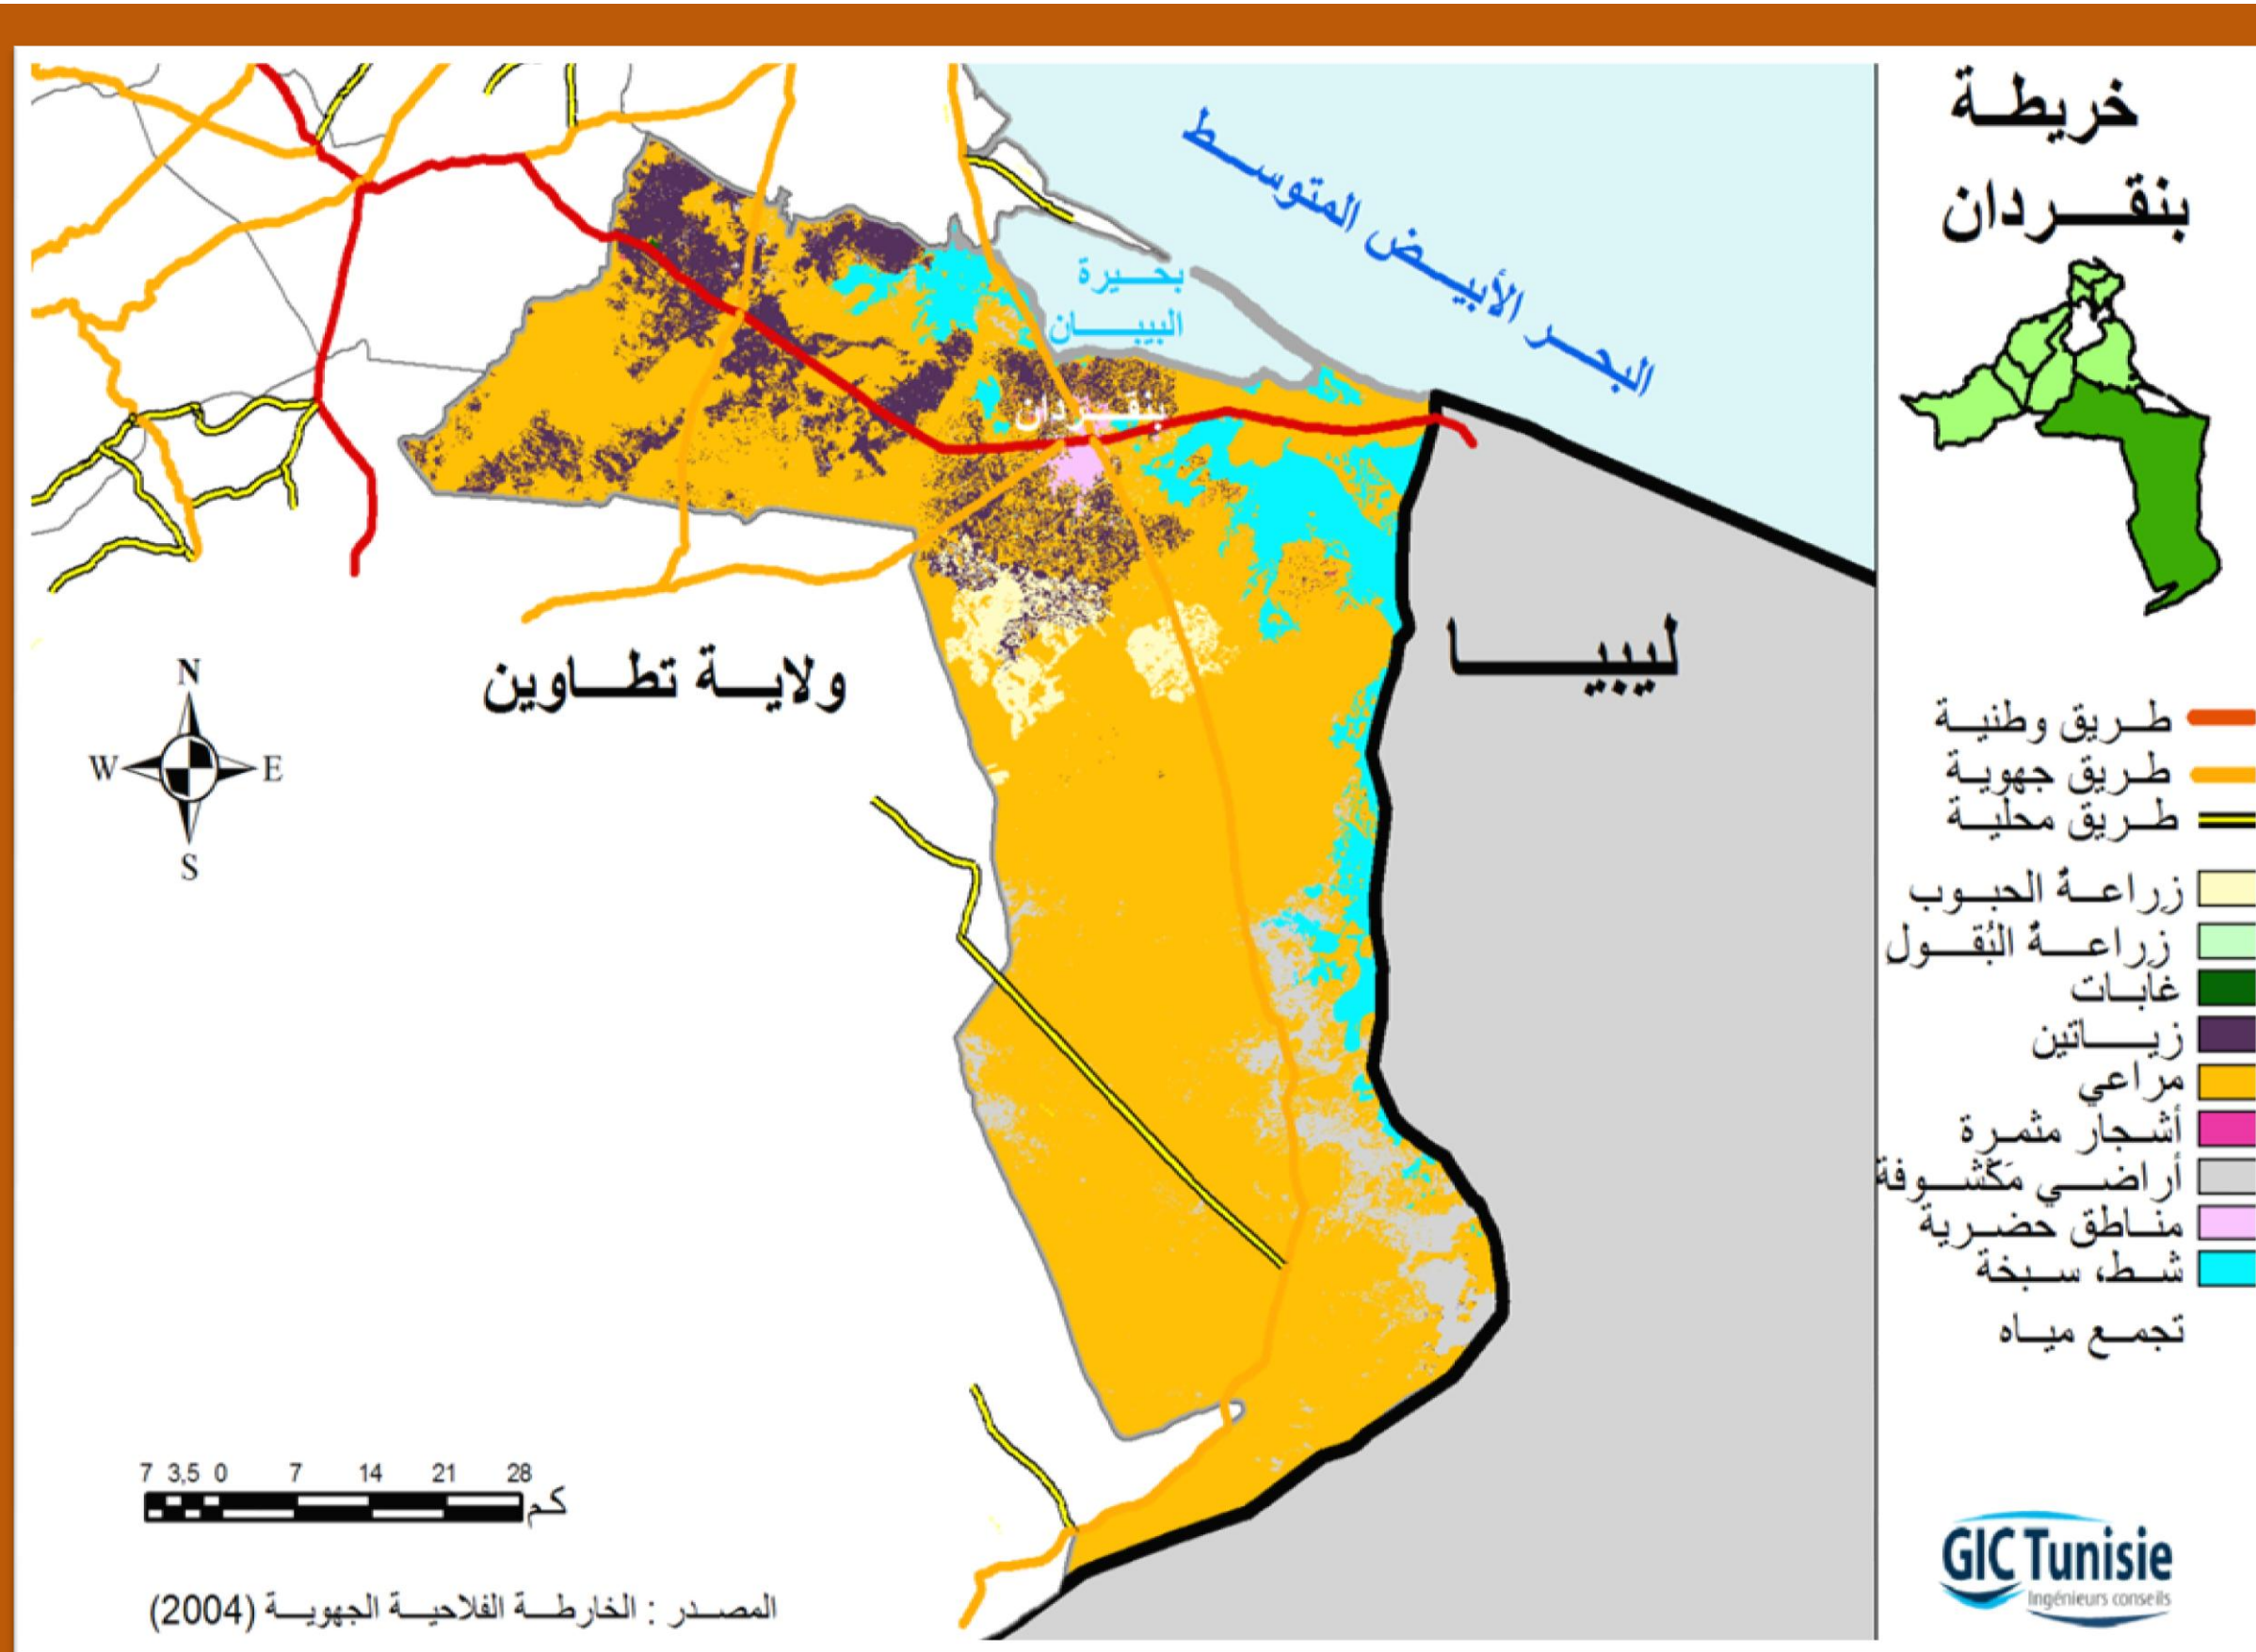 خريطة
بنقردان
البحر الأبيض المتوسط
بحيرة
البيبان
بنقردان
ليبيا
ولاية تطاوين
N
W
E
S
طريق وطنية
طريق جهوية
طريق محلية
زراعة الحبوب
زراعة البُقول
غابات
زياتين
مراعي
أشجار مثمرة
أراضي مَكْشوفة
مناطق حضرية
شط، سبخة
تجمع مياه
7 3,5 0 7 14 21 28
كم
المصدر : الخارطة الفلاحية الجهوية (2004)
GIC Tunisie
Ingénieurs conseils